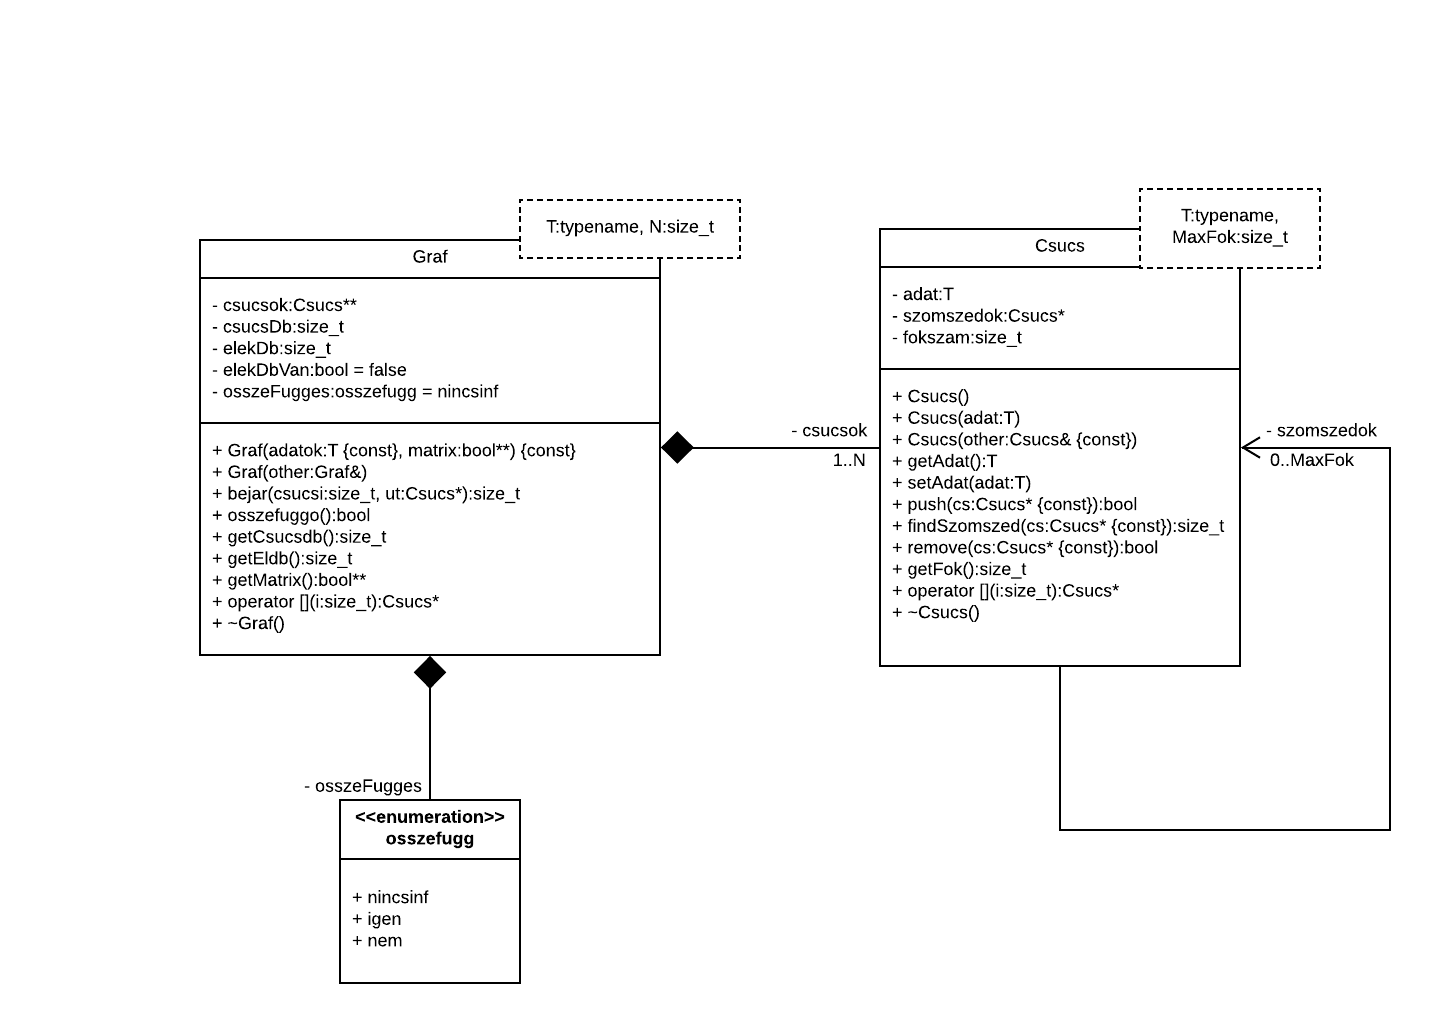 T:typename, N:size_t
Graf
- csucsok:Csucs**
- csucsDb:size_t
- elekDb:size_t
- elekDbVan:bool = false
- osszeFugges:osszefugg = nincsinf
+ Graf(adatok:T {const}, matrix:bool**) {const}
+ Graf(other:Graf&)
+ bejar(csucsi:size_t, ut:Csucs*):size_t
+ osszefuggo():bool
+ getCsucsdb():size_t
+ getEldb():size_t
+ getMatrix():bool**
+ operator [](i:size_t):Csucs*
+ ~Graf()
- csucsok
1..N
T:typename,
MaxFok:size_t
Csucs
- adat:T
- szomszedok:Csucs*
- fokszam:size_t
+ Csucs()
+ Csucs(adat:T)
+ Csucs(other:Csucs& {const})
+ getAdat():T
+ setAdat(adat:T)
+ push(cs:Csucs* {const}):bool
+ findSzomszed(cs:Csucs* {const}):size_t
+ remove(cs:Csucs* {const}):bool
+ getFok():size_t
+ operator [](i:size_t):Csucs*
+ ~Csucs()
- szomszedok
0..MaxFok
- osszeFugges
<<enumeration>>
osszefugg
+ nincsinf
+ igen
+ nem